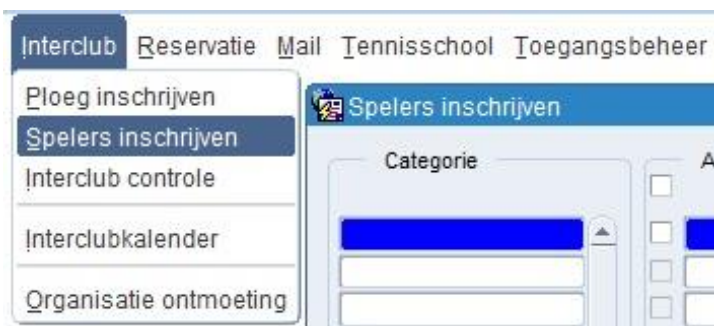 Interclub Reservatie Mail Tennisschool Toegangsbeheer
Ploeg inschrijven
Spelers inschrijven
Interclub controle
Interclubkalender
Organisatie ontmoeting
Spelers inschrijven
Categorie
A